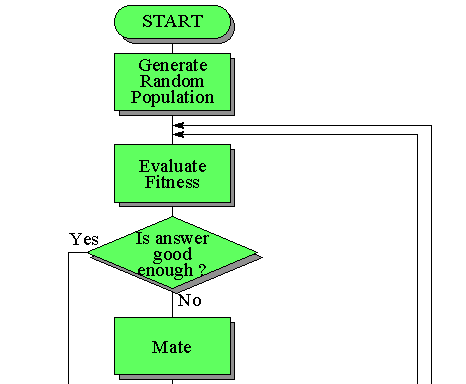 START
Generate
Random
Population
Evaluate
Fitness
Is answer
good
enough ?
Yes
No
Mate